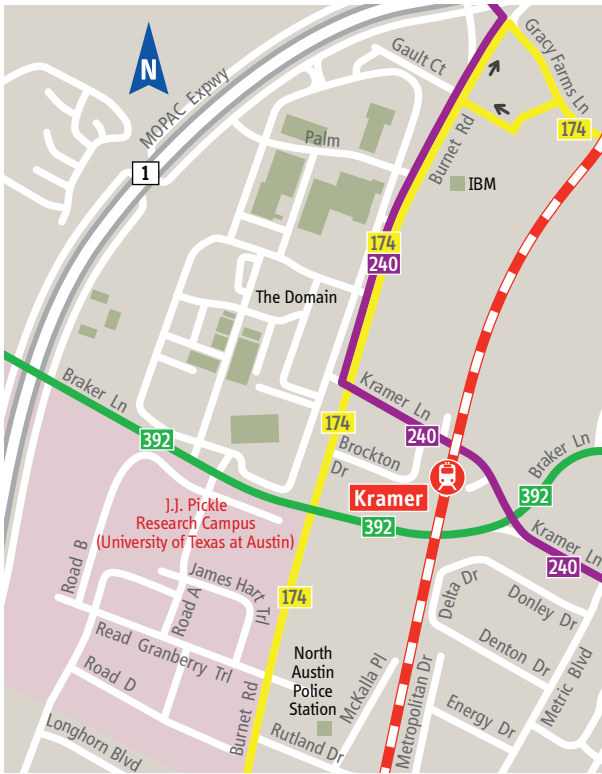 Gracy Farms Ln
Gault Ct
N
MOPAC Expwy
174
Palm
Burnet Rd
1
IBM
174
240
The Domain
Kramer Ln
Braker Ln
174
240
392
Brockton
Dr
Braker Ln
Kramer
392
J.J. Pickle
Research Campus
(University of Texas at Austin)
392
Kramer Ln
240
Road B
James Hart Trl
Delta Dr
Donley Dr
174
Road A
Read Granberry Trl
Denton Dr
North
Austin
Police
Station
Road D
McKalla Pl
Metropolitan Dr
Metric Blvd
Burnet Rd
Energy Dr
Longhorn Blvd
Rutland Dr